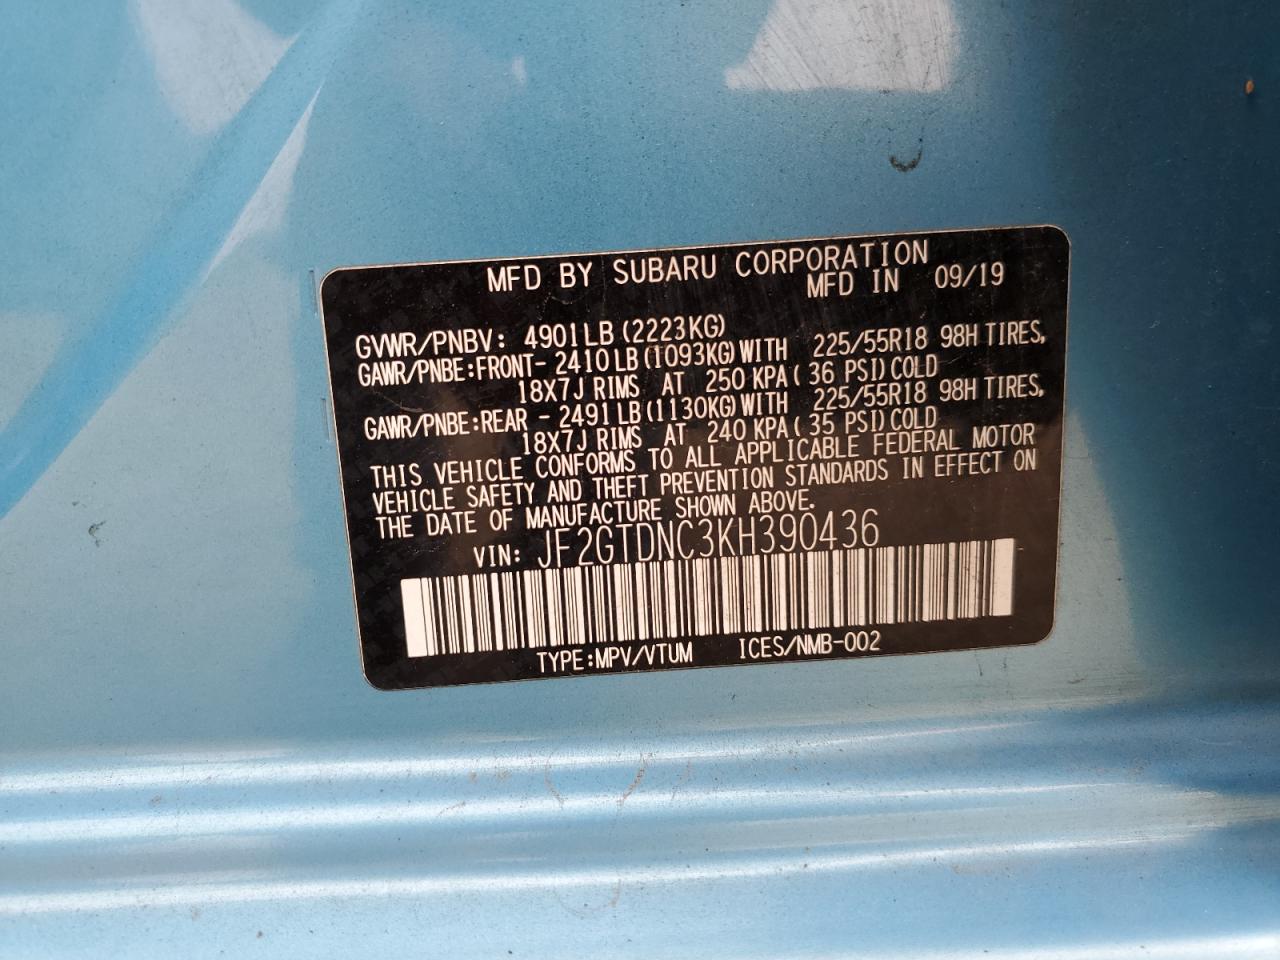 MFD BY SUBARU CORPORATION
MFD IN 09/19
GVWR/PNBV: 4901LB(2223KG)
GAWR/PNBE:FRONT- 2410LB(1093KG)WITH 225/55R18 98H TIRES,
18X7J RIMS AT 250 KPA( 36 PSI)COLD
GAWR/PNBE:REAR - 2491LB(1130KG)WITH 225/55R18 98H TIRES,
18X7J RIMS AT 240 KPA( 35 PSI)COLD
THIS VEHICLE CONFORMS TO ALL APPLICABLE FEDERAL MOTOR
VEHICLE SAFETY AND THEFT PREVENTION STANDARDS IN EFFECT ON
THE DATE OF MANUFACTURE SHOWN ABOVE.
VIN: JF2GTDNC3KH390436
TYPE:MPV/VTUM ICES/NMB-002